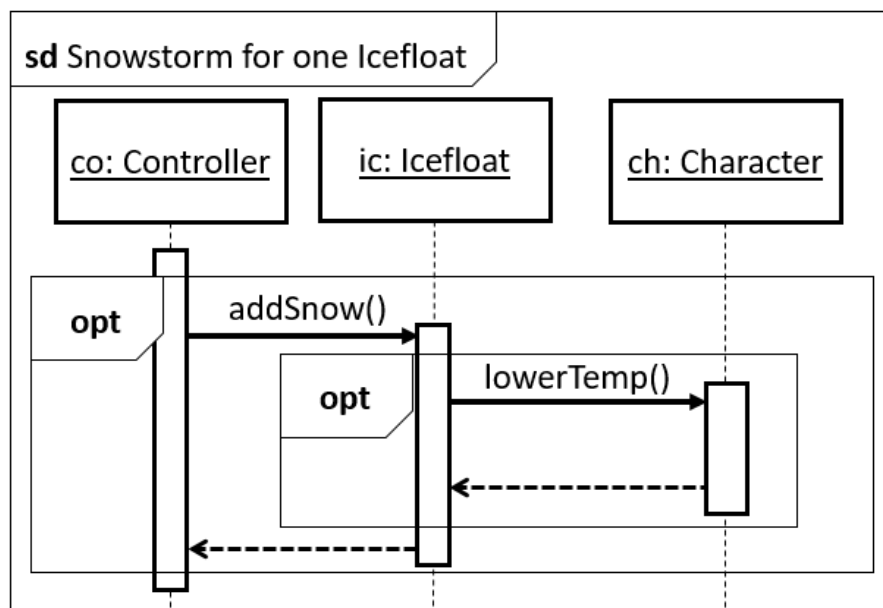 sd Snowstorm for one Icefloat
co: Controller
ic: Icefloat
ch: Character
opt
addSnow()
opt
lowerTemp()